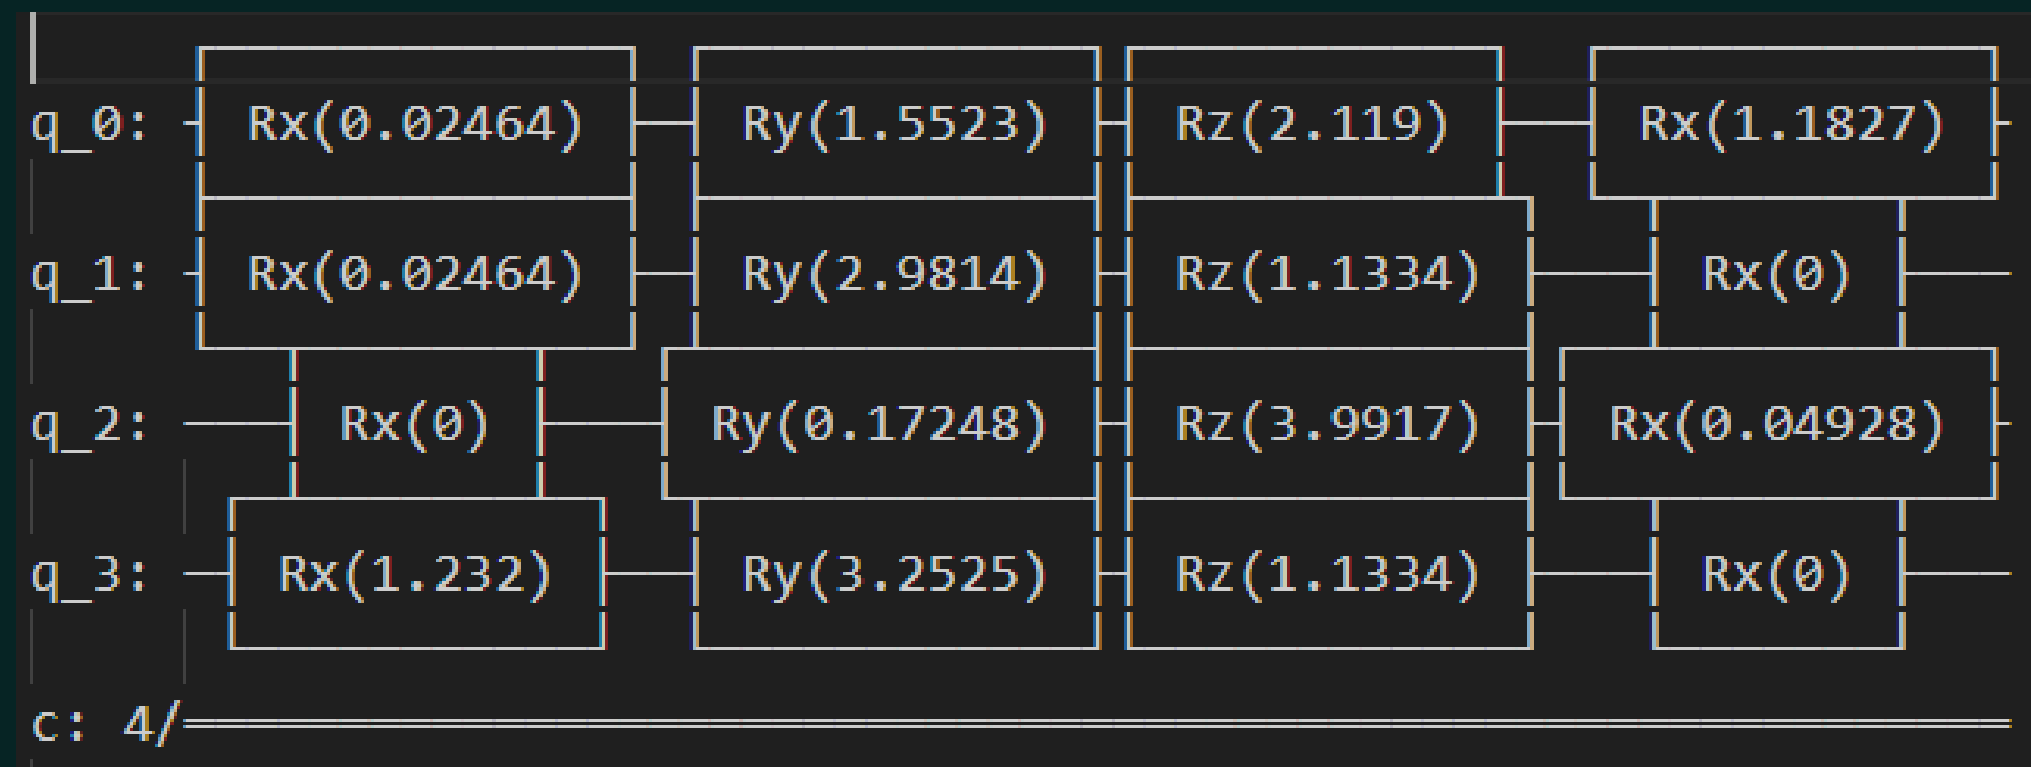 q_0: Rx(0.02464) Ry(1.5523) Rz(2.119) Rx(1.1827)
q_1: Rx(0.02464) Ry(2.9814) Rz(1.1334) Rx(0)
q_2: Rx(0) Ry(0.17248) Rz(3.9917) Rx(0.04928)
q_3: Rx(1.232) Ry(3.2525) Rz(1.1334) Rx(0)
c: 4/